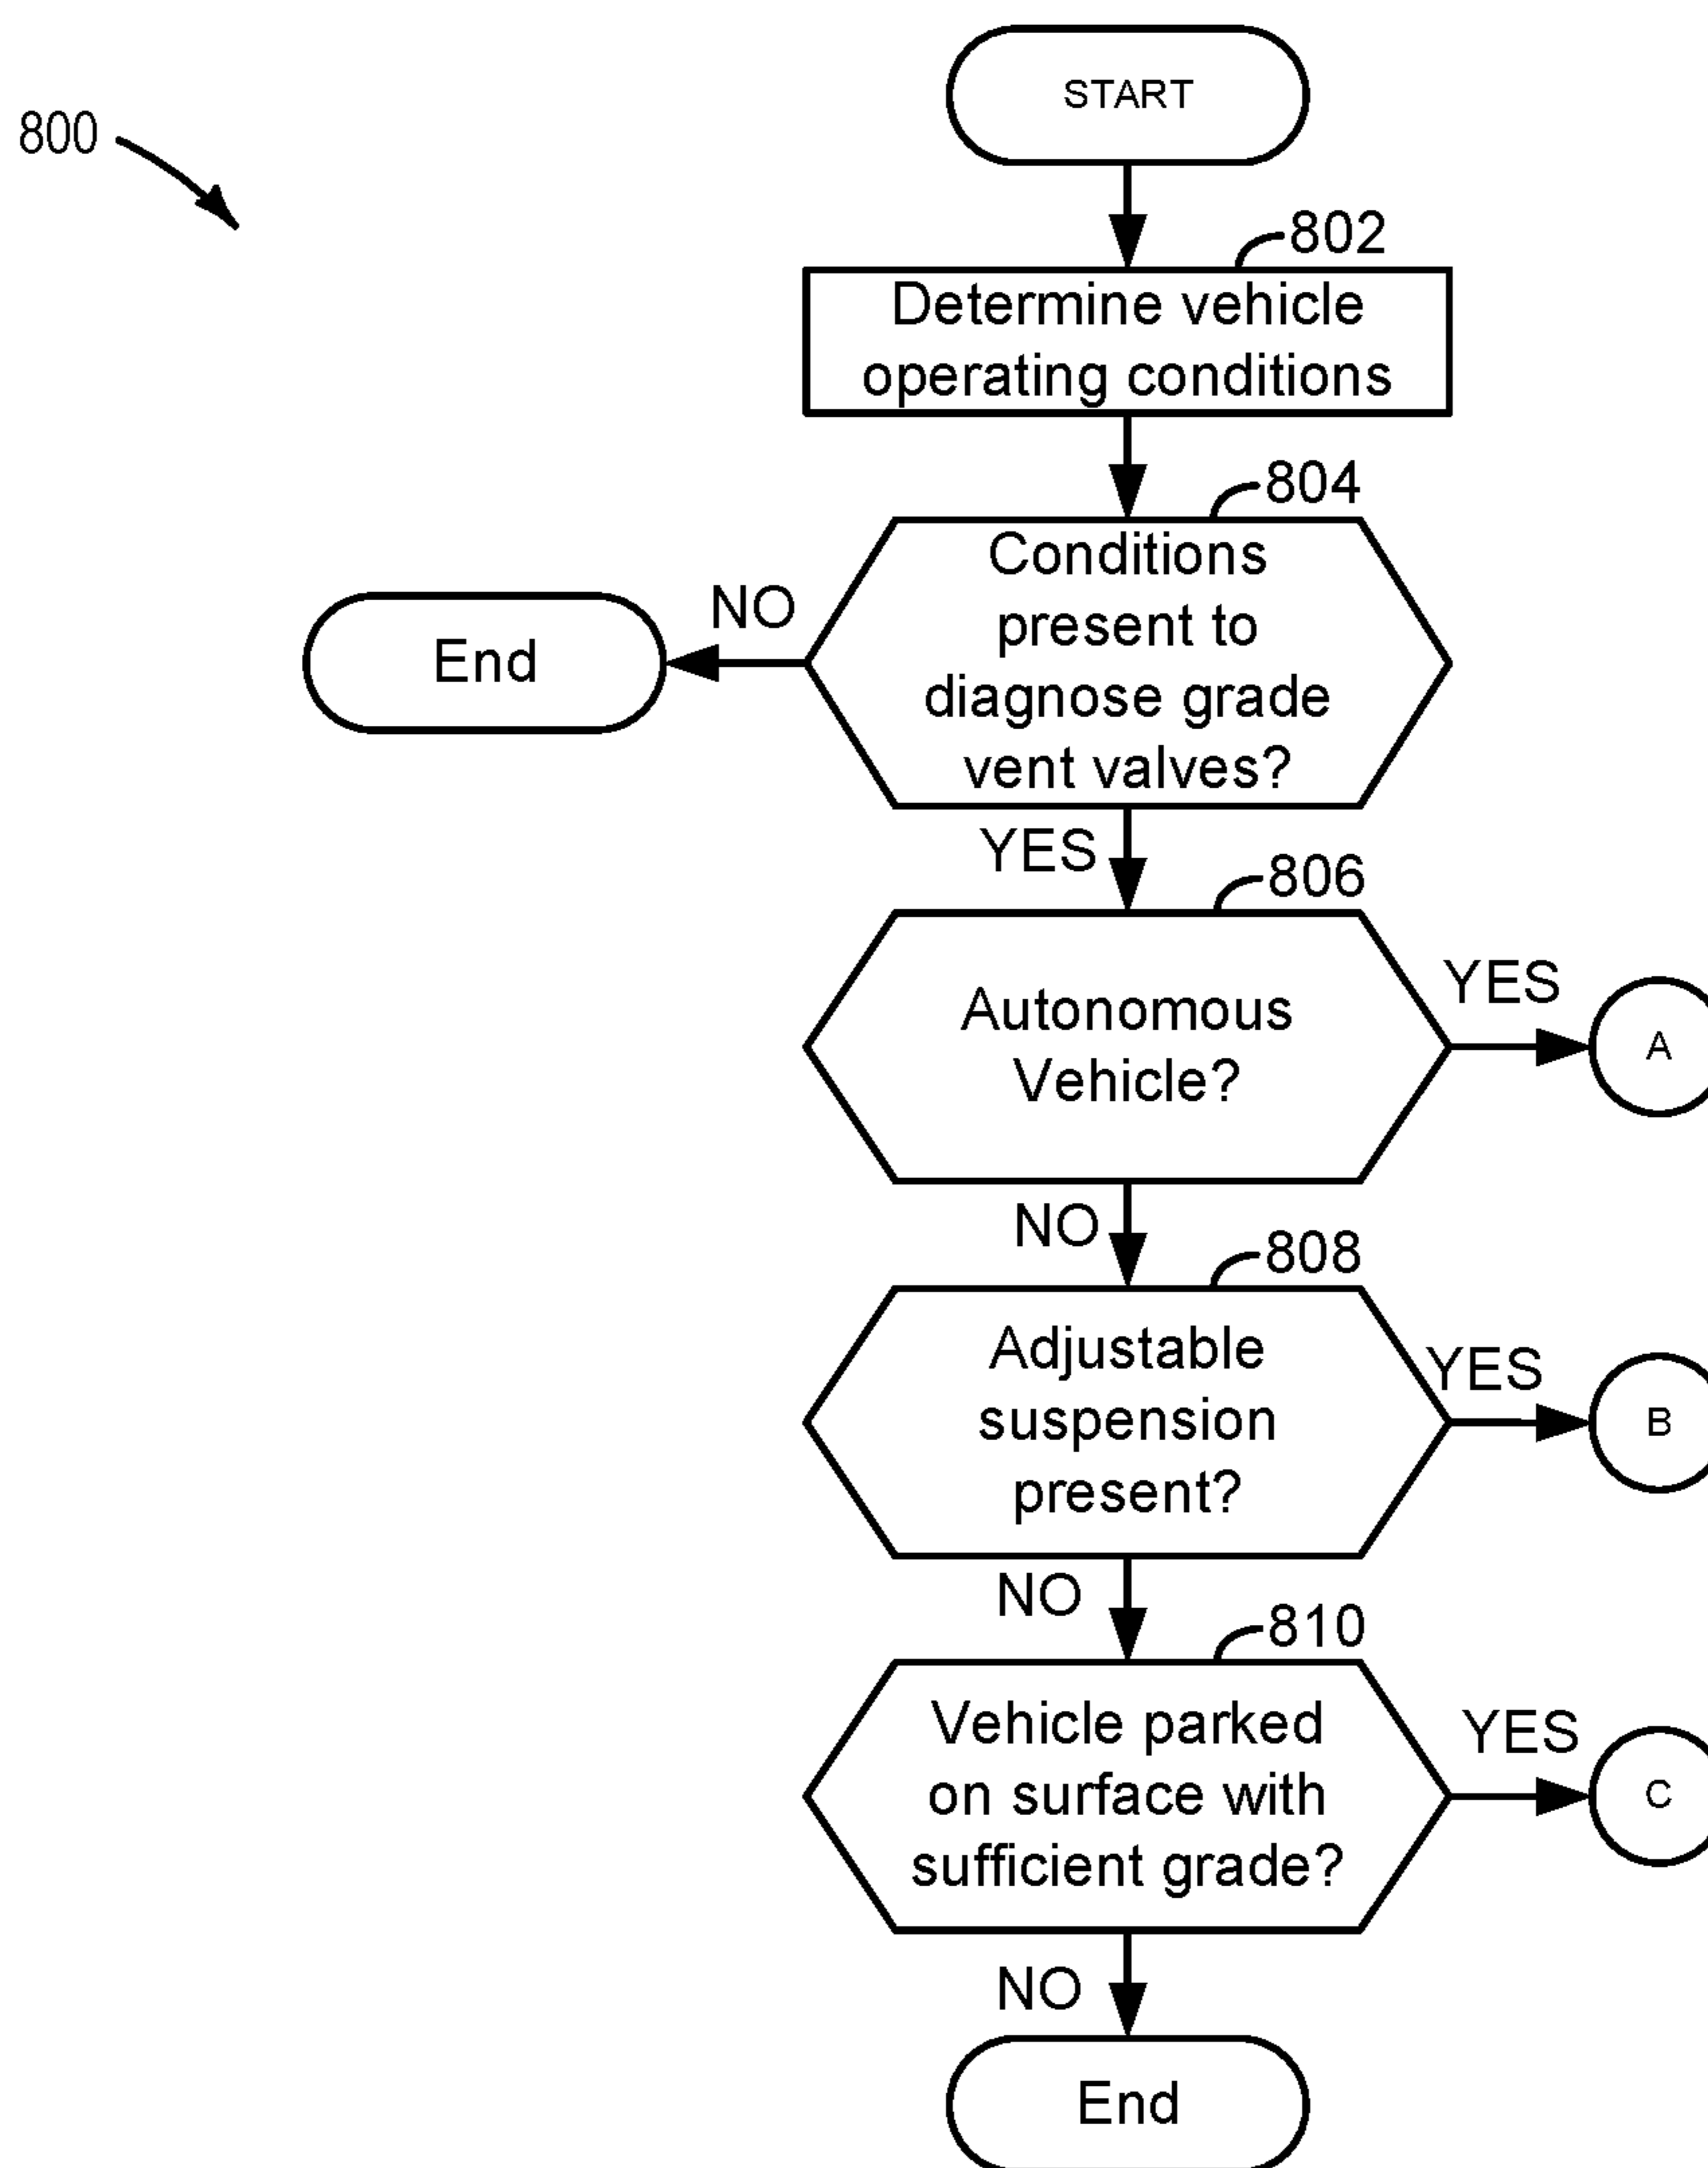 START
800
802
Determine vehicle
operating conditions
804
Conditions
present to
diagnose grade
vent valves?
NO
End
YES
806
Autonomous
Vehicle?
YES
A
NO
808
Adjustable
suspension
present?
YES
B
NO
810
Vehicle parked
on surface with
sufficient grade?
YES
C
NO
End